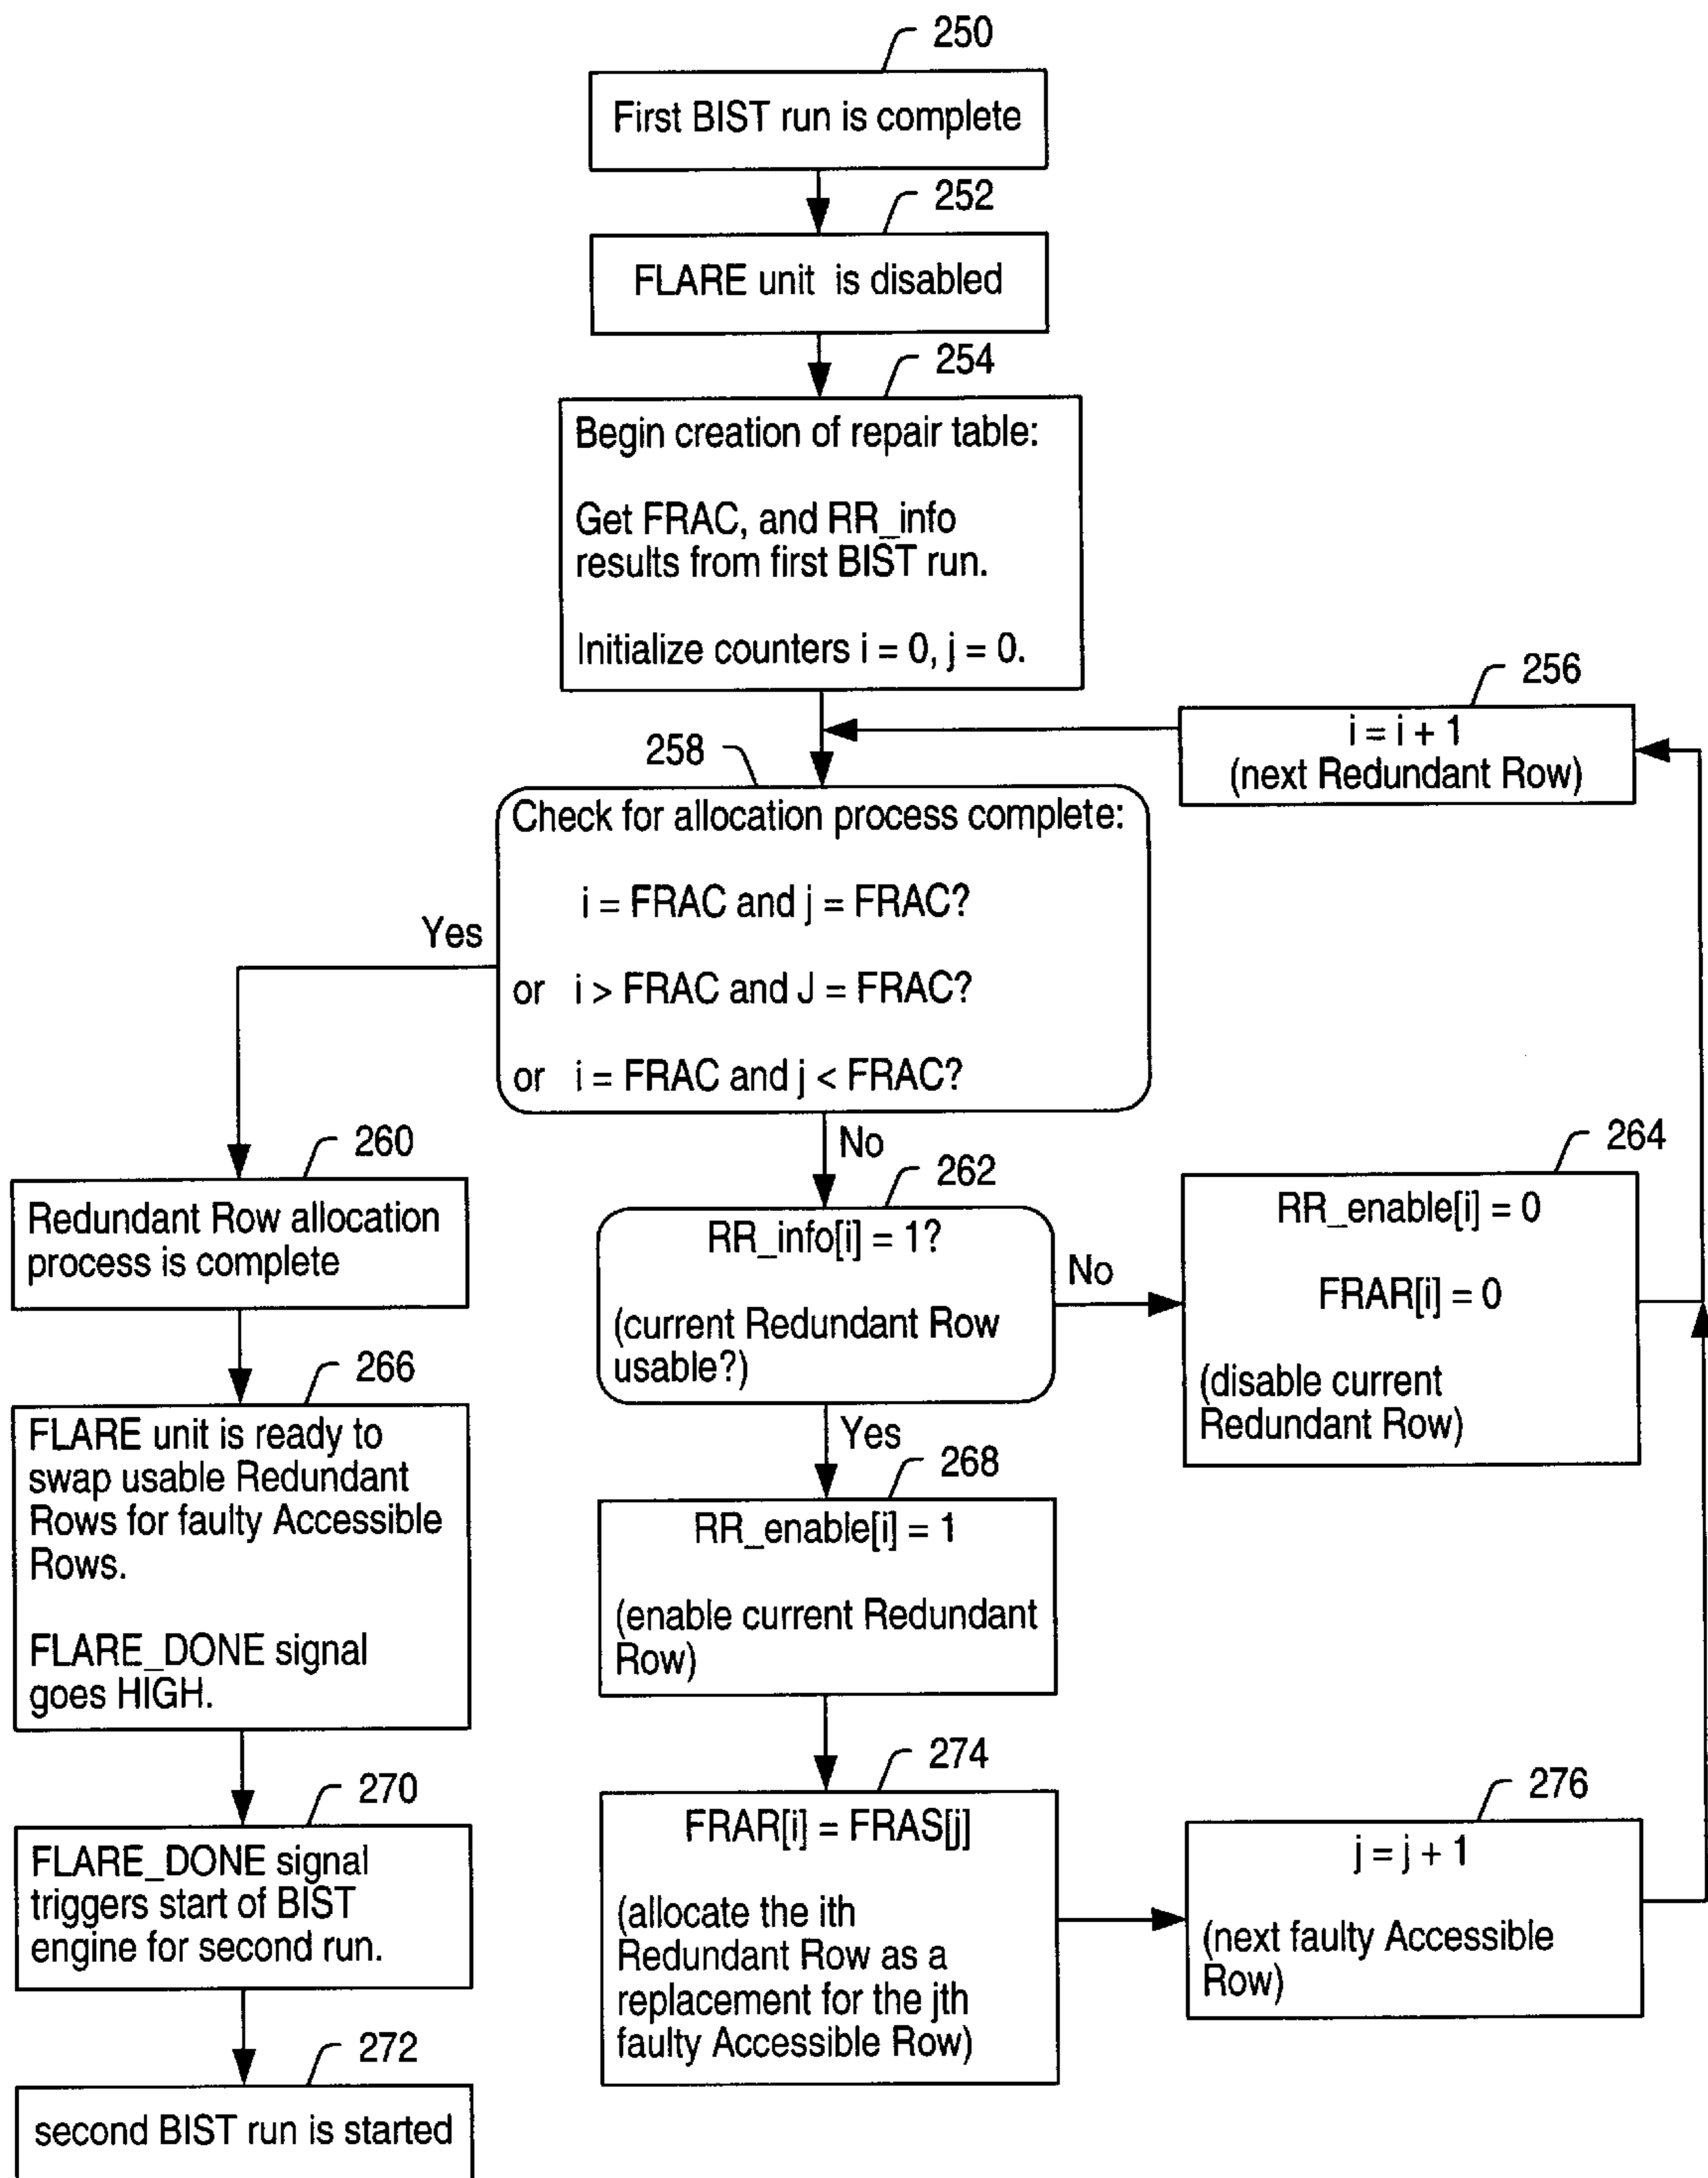 250
First BIST run is complete
252
FLARE unit is disabled
254
Begin creation of repair table:
Get FRAC, and RR_info
results from first BIST run.
Initialize counters i = 0, j = 0.
256
i = i + 1
(next Redundant Row)
258
Check for allocation process complete:
i = FRAC and j = FRAC?
or i > FRAC and J = FRAC?
or i = FRAC and j < FRAC?
Yes
No
260
Redundant Row allocation
process is complete
262
RR_info[i] = 1?
(current Redundant Row
usable?)
No
Yes
264
RR_enable[i] = 0
FRAR[i] = 0
(disable current
Redundant Row)
266
FLARE unit is ready to
swap usable Redundant
Rows for faulty Accessible
Rows.
FLARE_DONE signal
goes HIGH.
268
RR_enable[i] = 1
(enable current Redundant
Row)
270
FLARE_DONE signal
triggers start of BIST
engine for second run.
274
FRAR[i] = FRAS[j]
(allocate the ith
Redundant Row as a
replacement for the jth
faulty Accessible Row)
276
j = j + 1
(next faulty Accessible
Row)
272
second BIST run is started